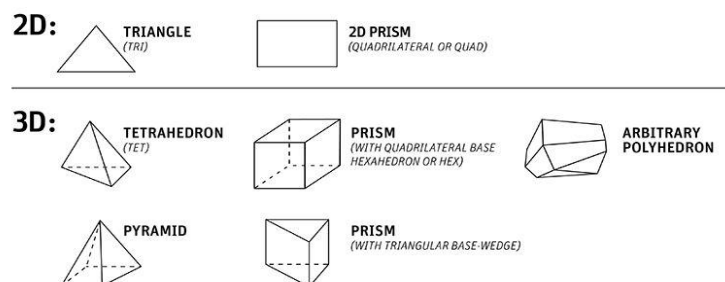 2D:
TRIANGLE
(TRI)
2D PRISM
(QUADRILATERAL OR QUAD)
3D:
TETRAHEDRON
(TET)
PRISM
(WITH QUADRILATERAL BASE
HEXAHEDRON OR HEX)
ARBITRARY
POLYHEDRON
PYRAMID
PRISM
(WITH TRIANGULAR BASE-WEDGE)